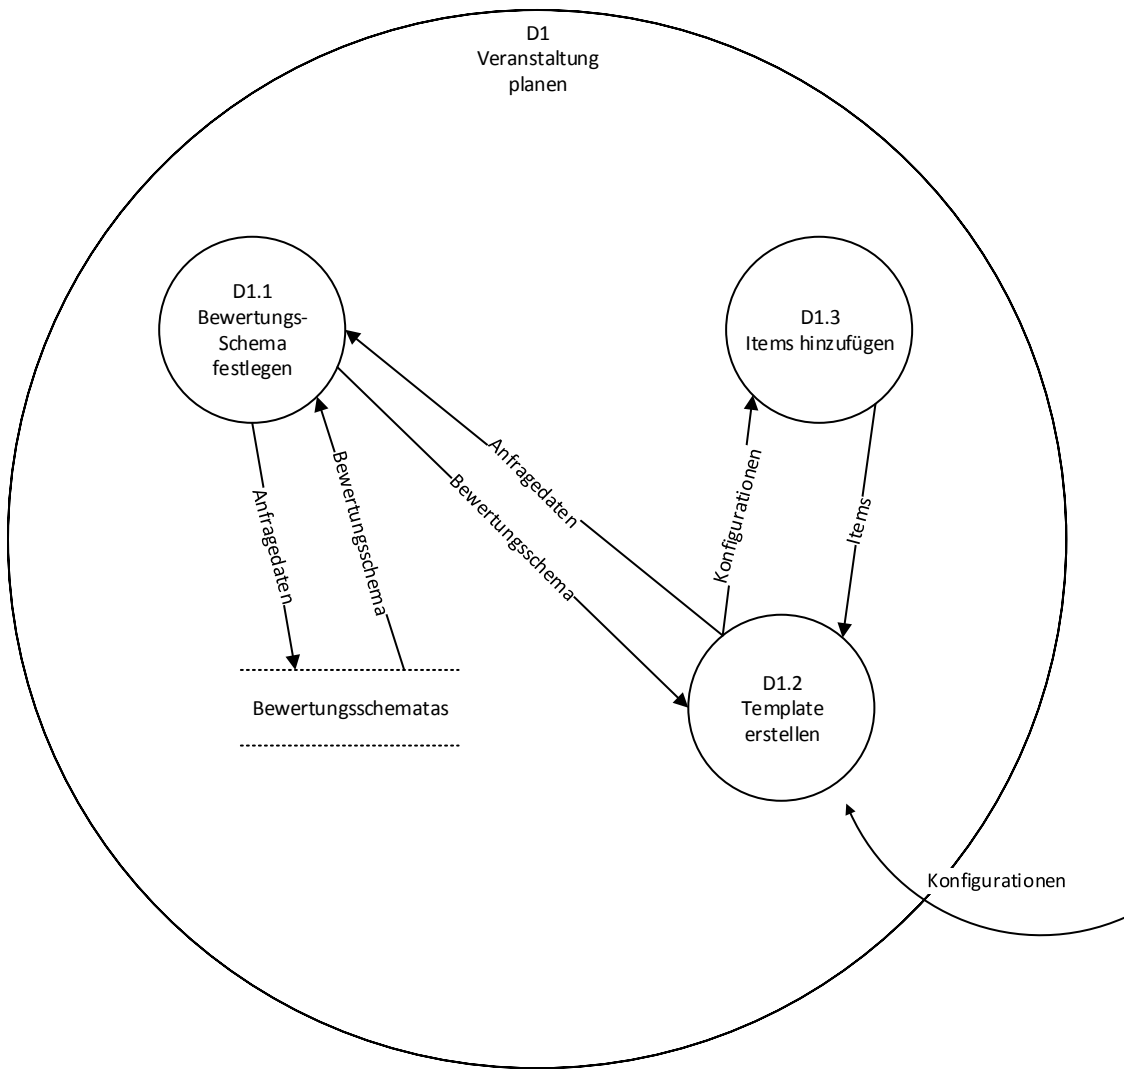 D1
Veranstaltung
planen
D1.1
Bewertungs-
Schema
festlegen
D1.3
Items hinzufügen
Anfragedaten
Bewertungsschema
Anfragedaten
Bewertungsschema
Konfigurationen
Items
Bewertungsschematas
D1.2
Template
erstellen
Konfigurationen